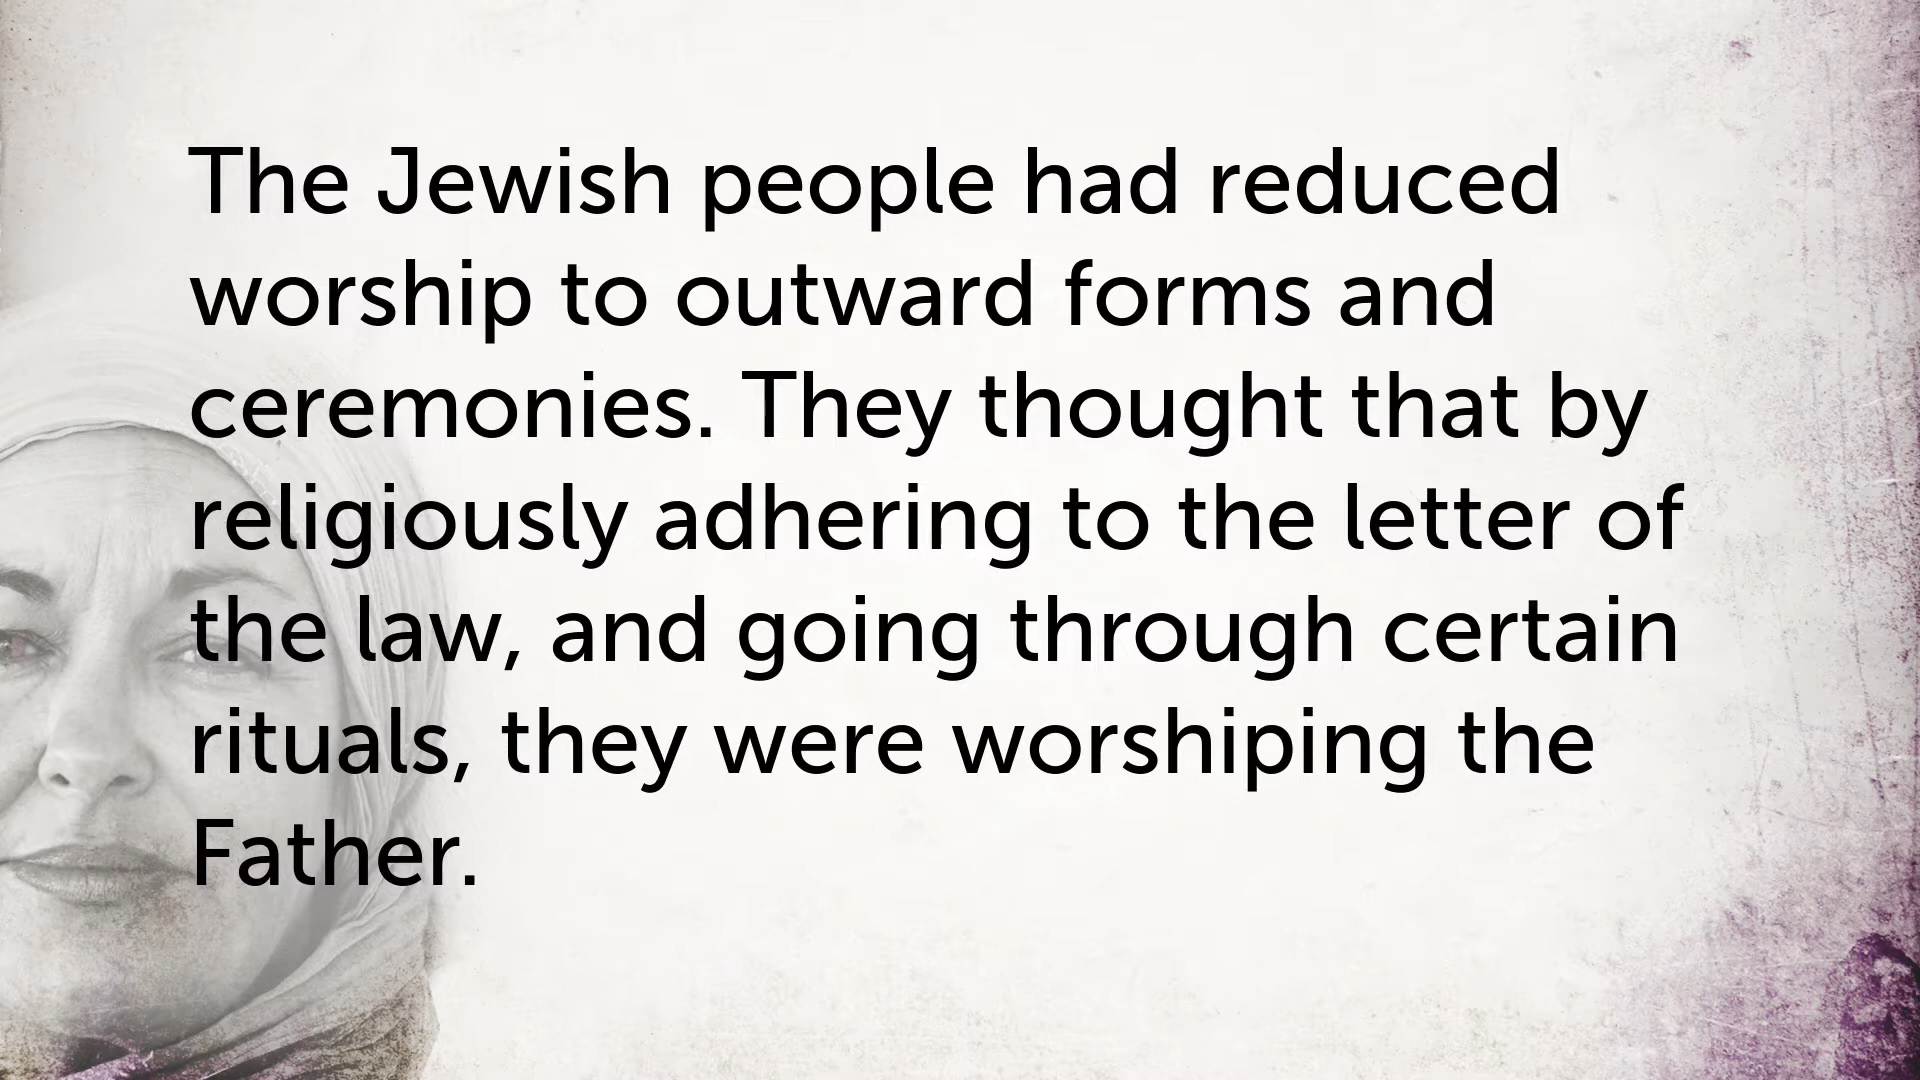 The Jewish people had reduced
worship to outward forms and
ceremonies. They thought that by
religiously adhering to the letter of
the law, and going through certain
rituals, they were worshiping the
Father.